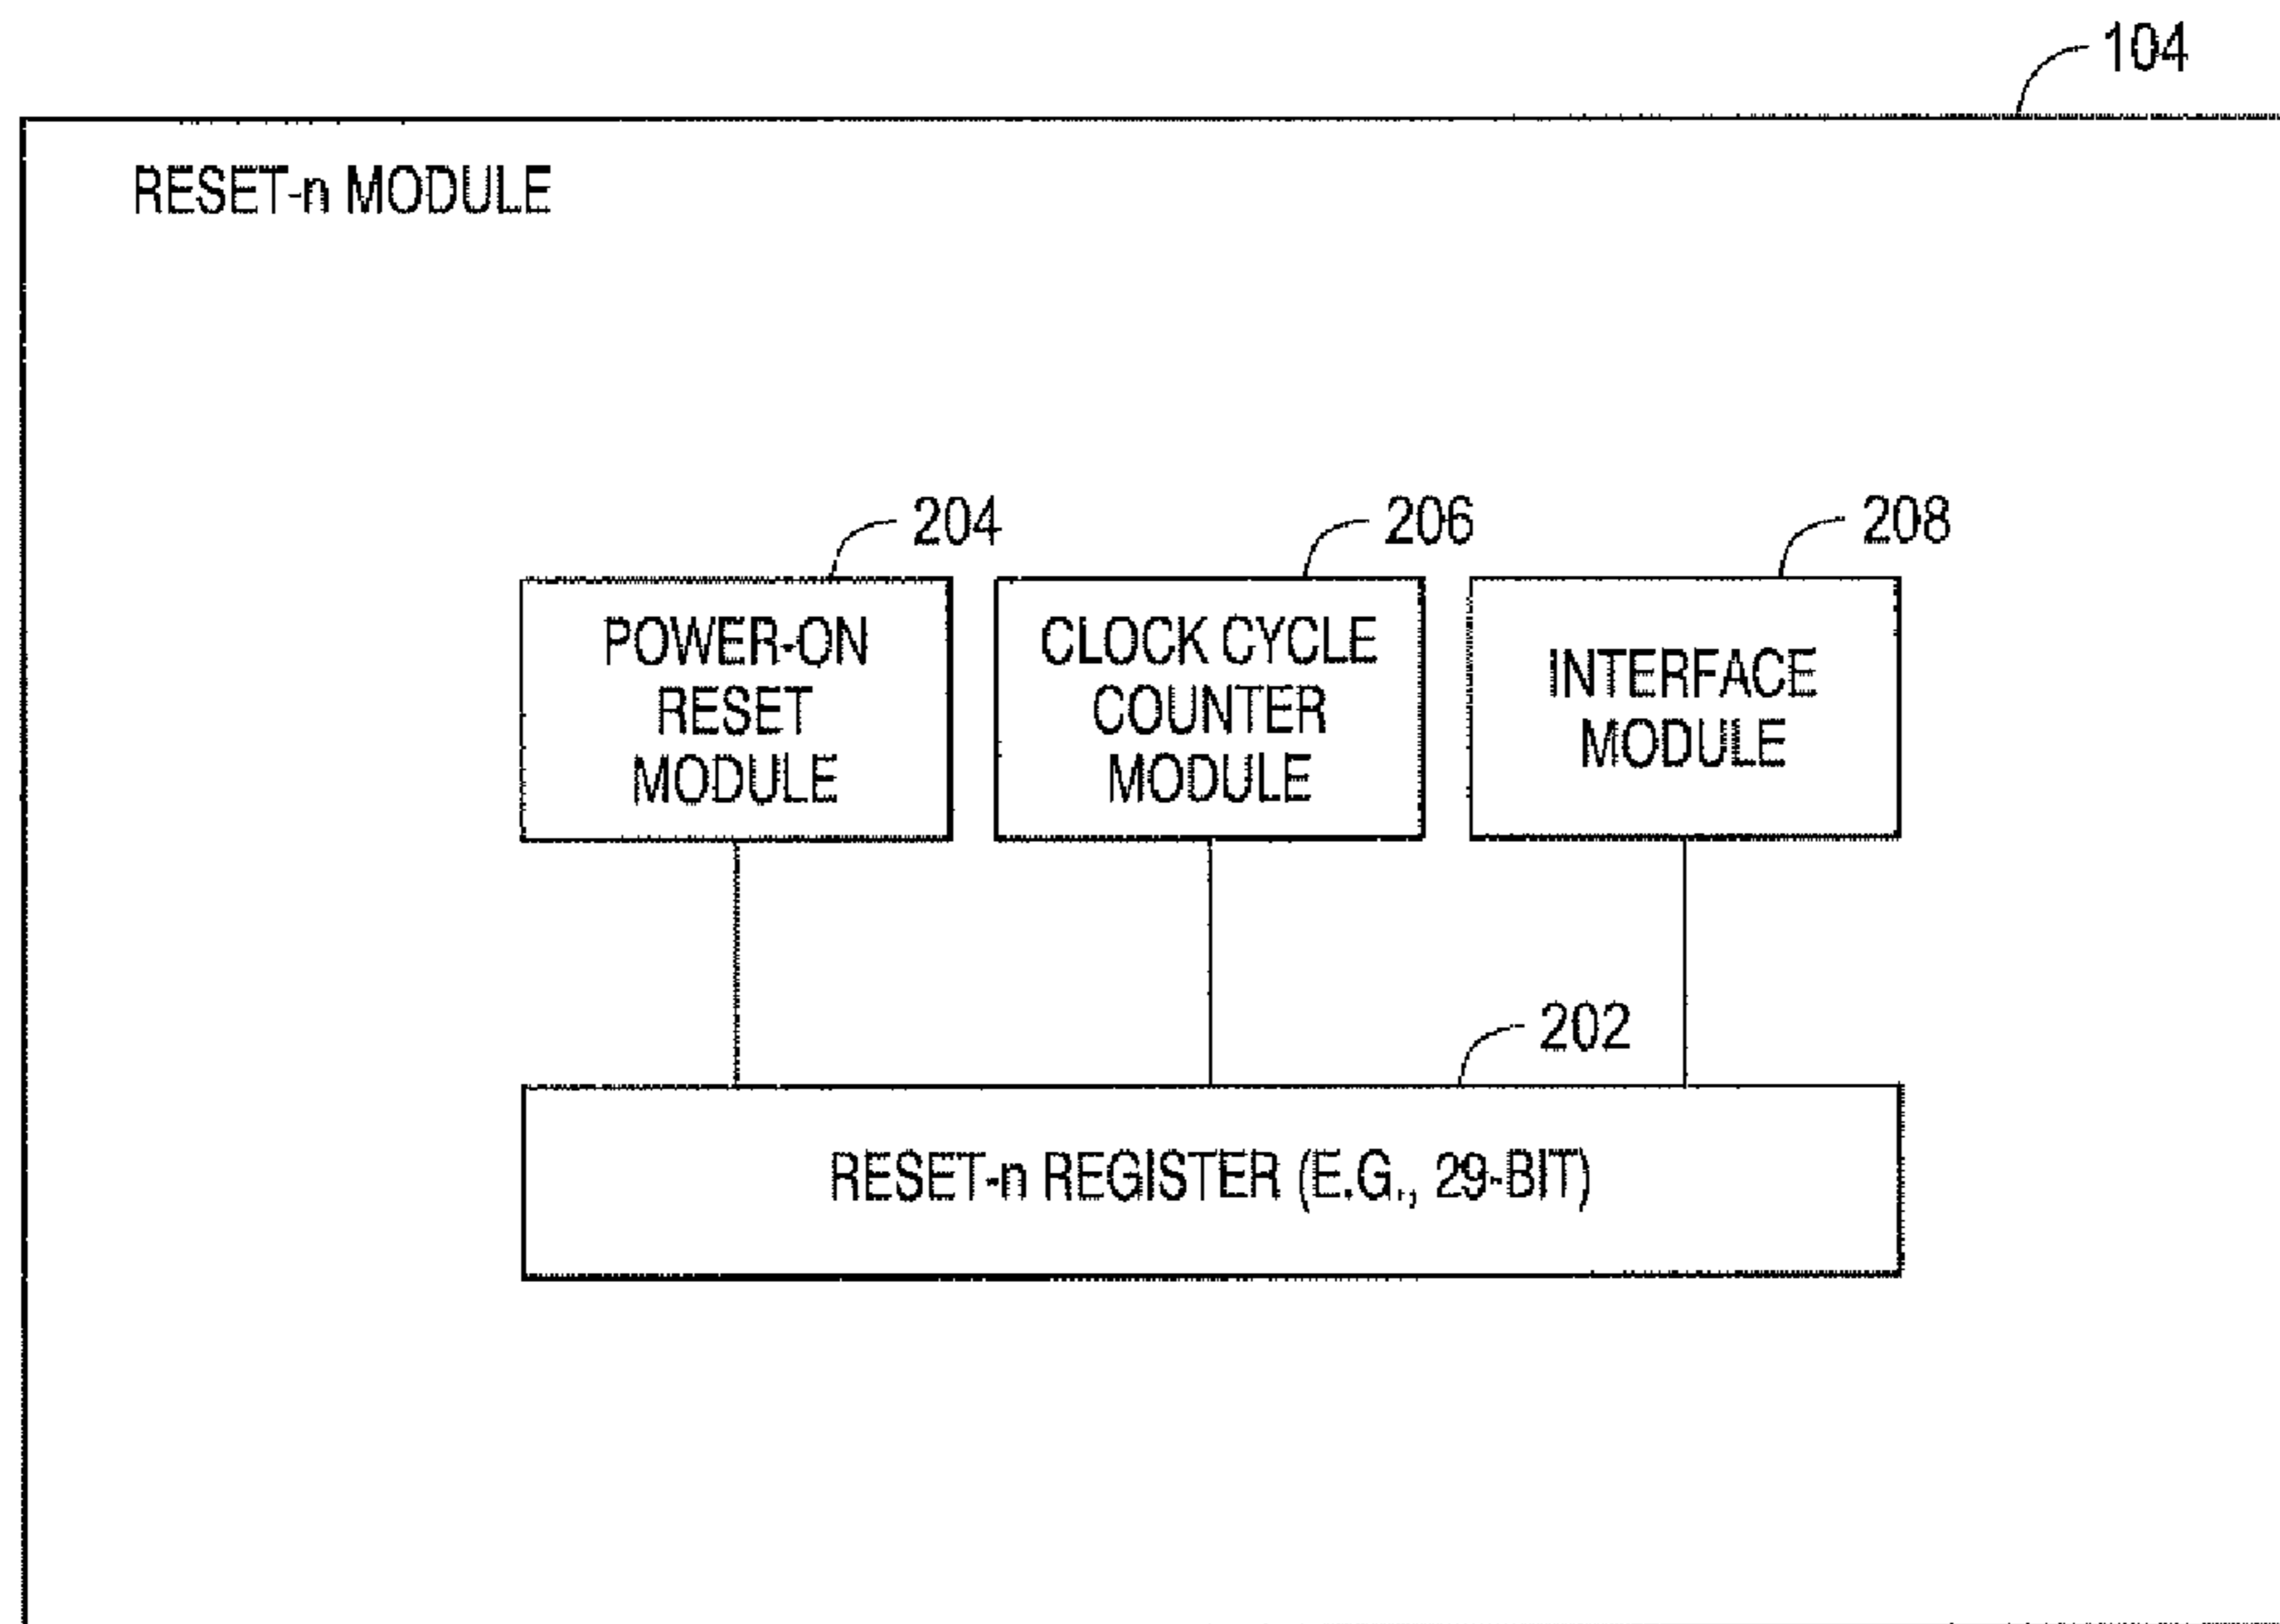 104
RESET-n MODULE
204
206
208
POWER-ON
RESET
MODULE
CLOCK CYCLE
COUNTER
MODULE
INTERFACE
MODULE
202
RESET-n REGISTER (E.G., 29-BIT)